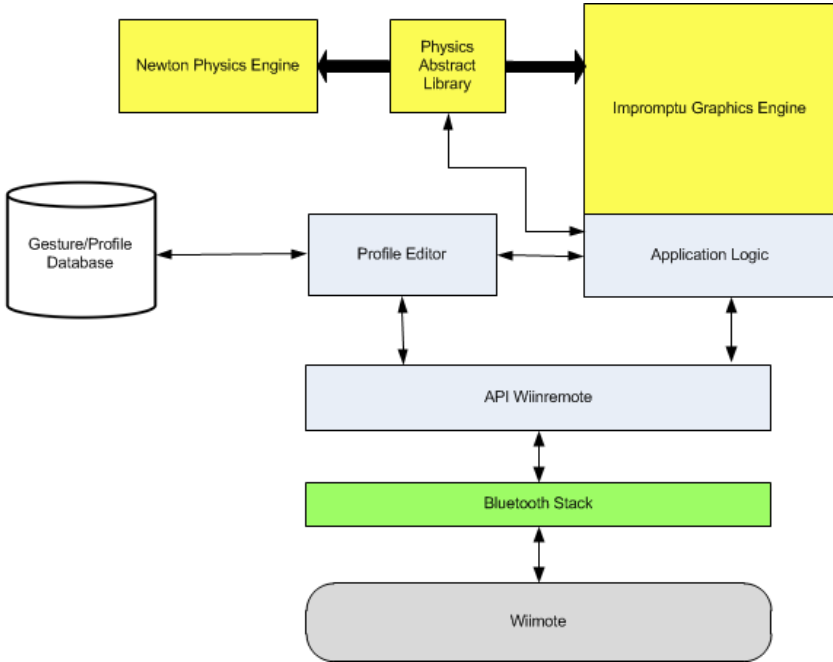 Newton Physics Engine
Physics
Abstract
Library
Impromptu Graphics Engine
Gesture/Profile
Database
Profile Editor
Application Logic
API Wiinremote
Bluetooth Stack
Wiimote